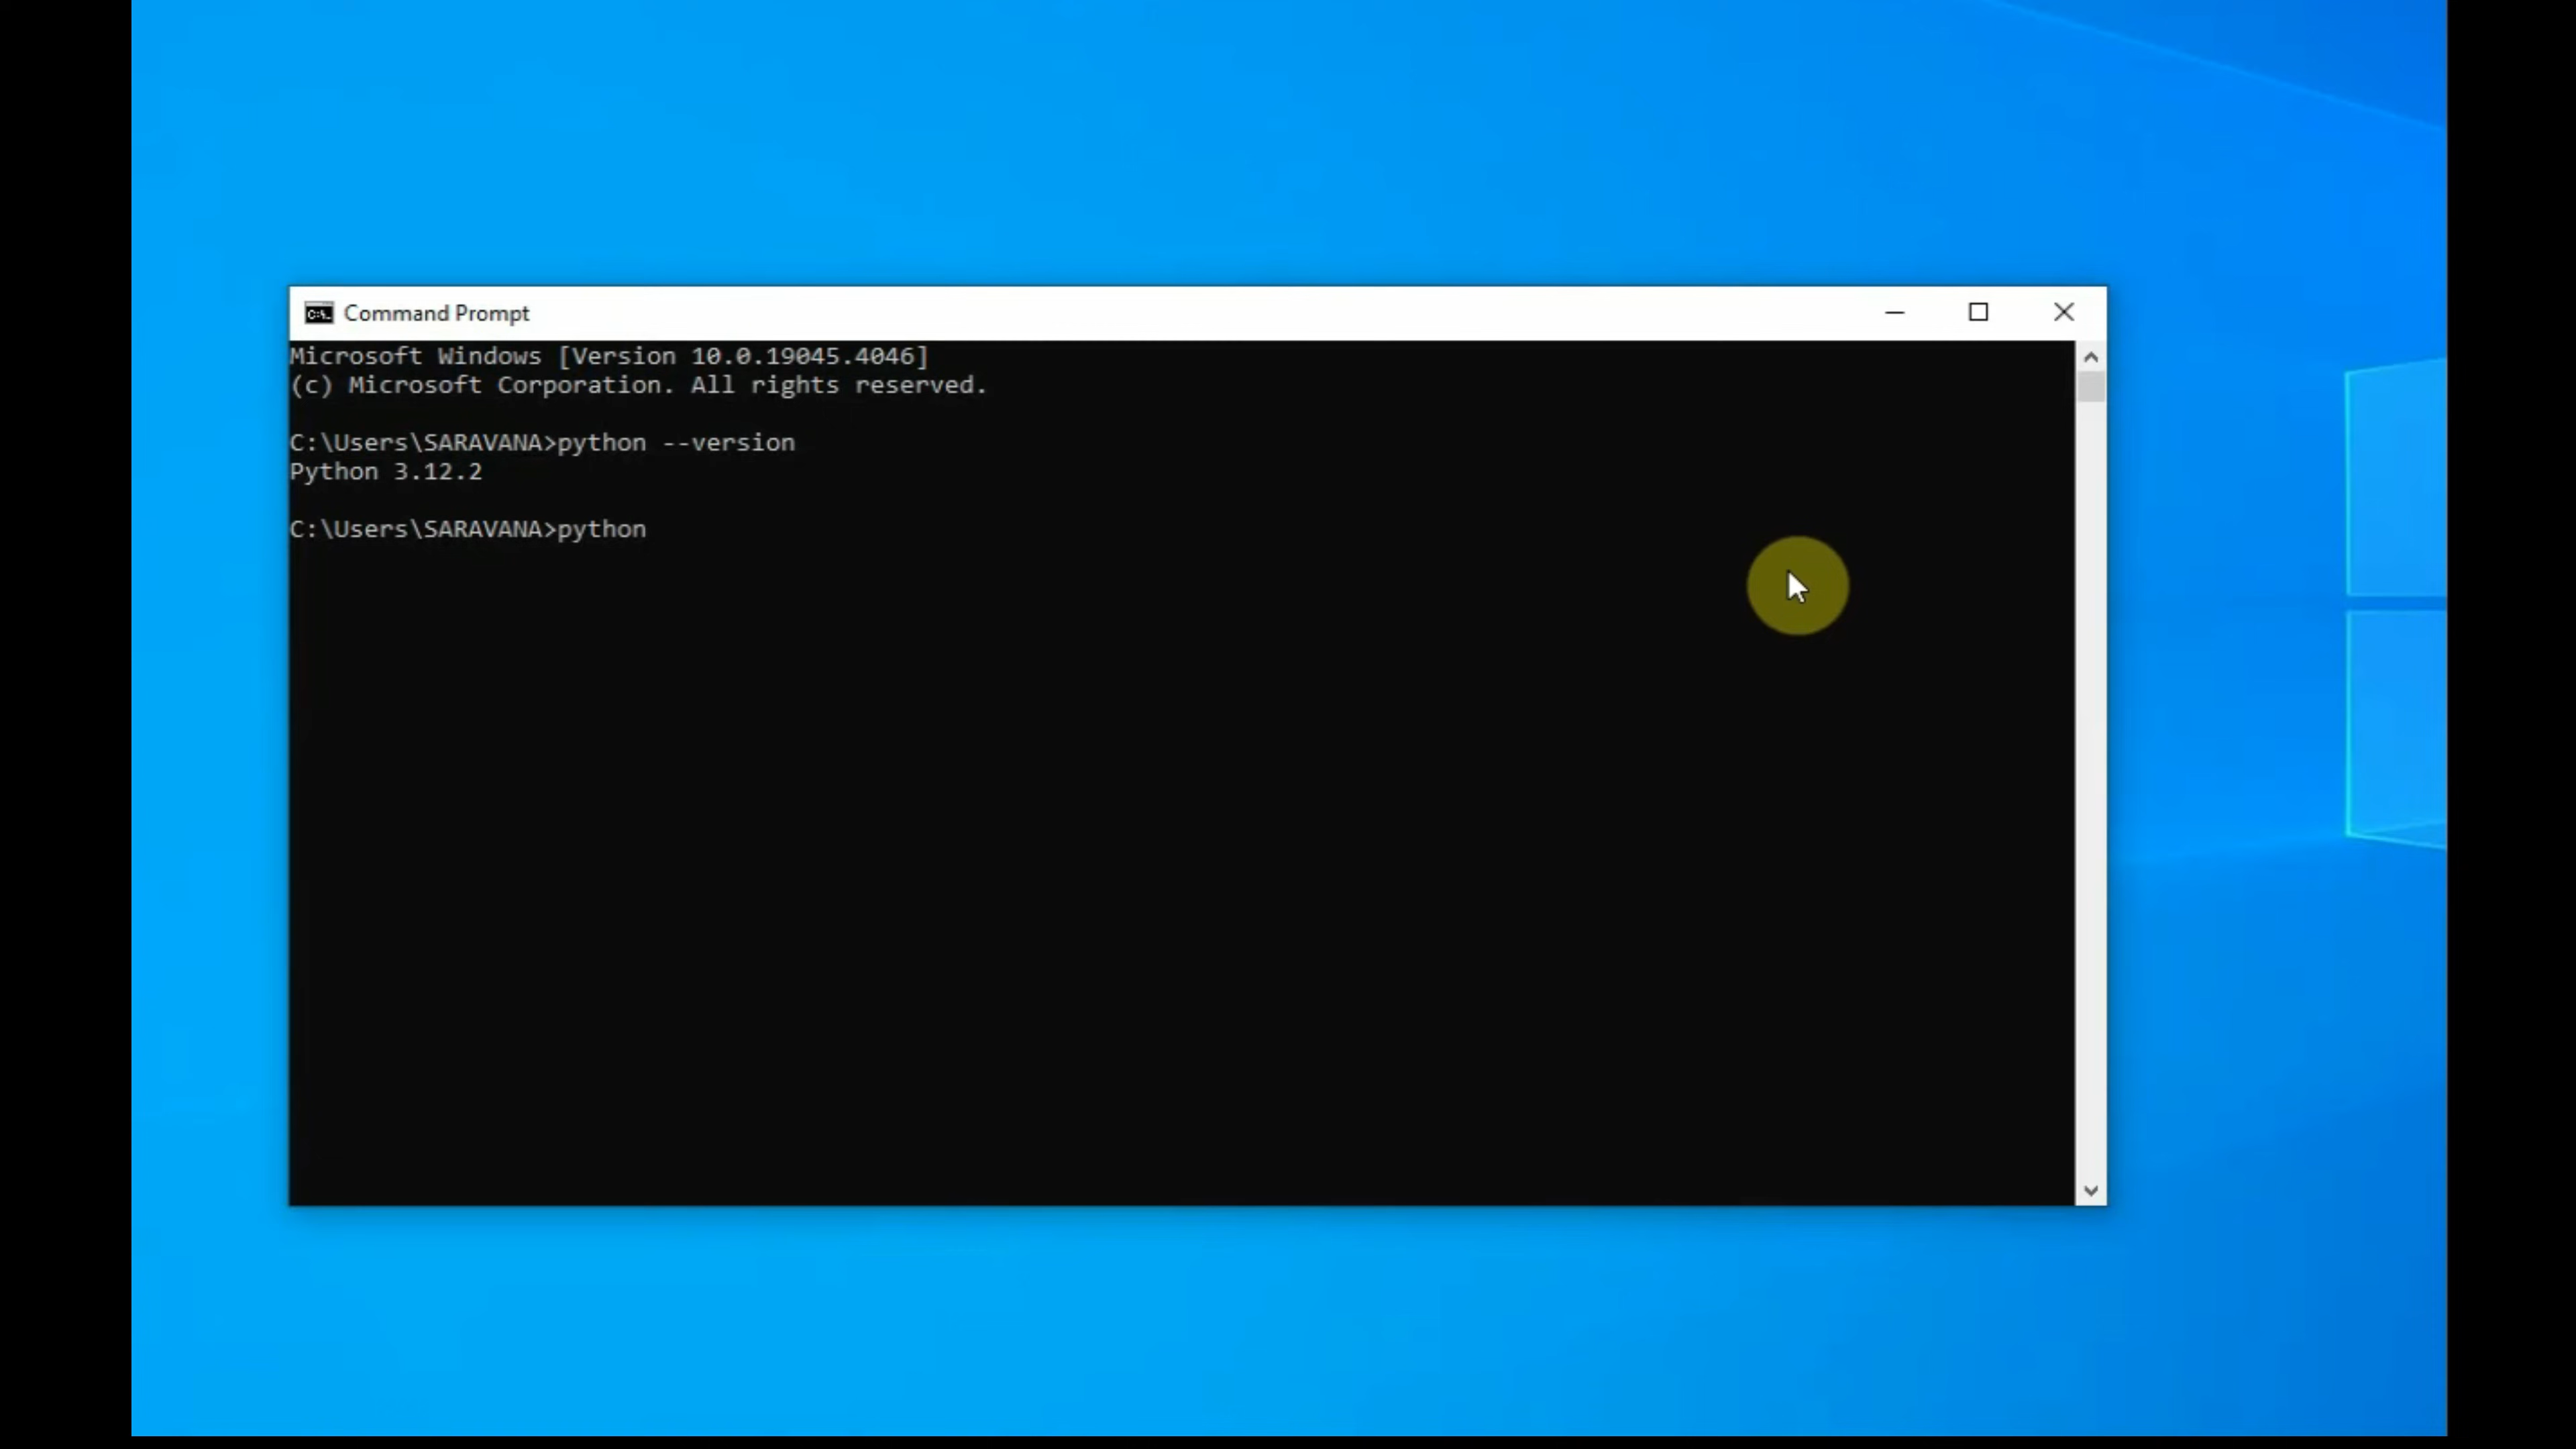 Command Prompt
Microsoft Windows [Version 10.0.19045.4046]
(c) Microsoft Corporation. All rights reserved.
C:\Users\SARAVANA>python --version
Python 3.12.2
C:\Users\SARAVANA>python